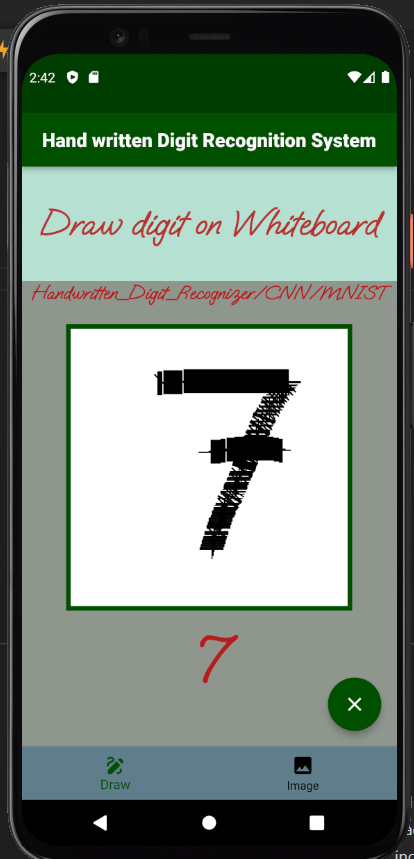 2:42
Hand written Digit Recognition System
Draw digit on Whiteboard
Handwritten_Digit_Recognizer/CNN/MNIST
7
7
Draw
Image